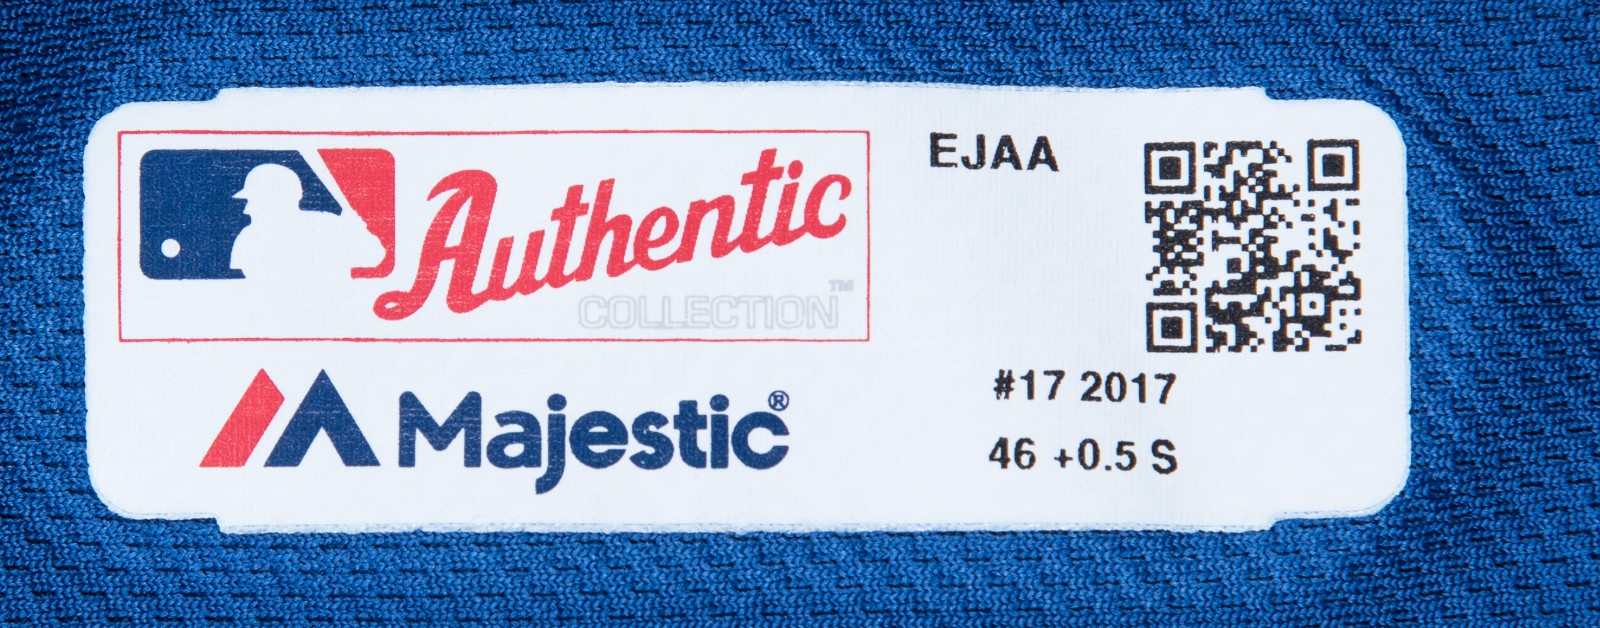 Authentic
COLLECTION™
Majestic®
EJAA
#17 2017
46 +0.5 S